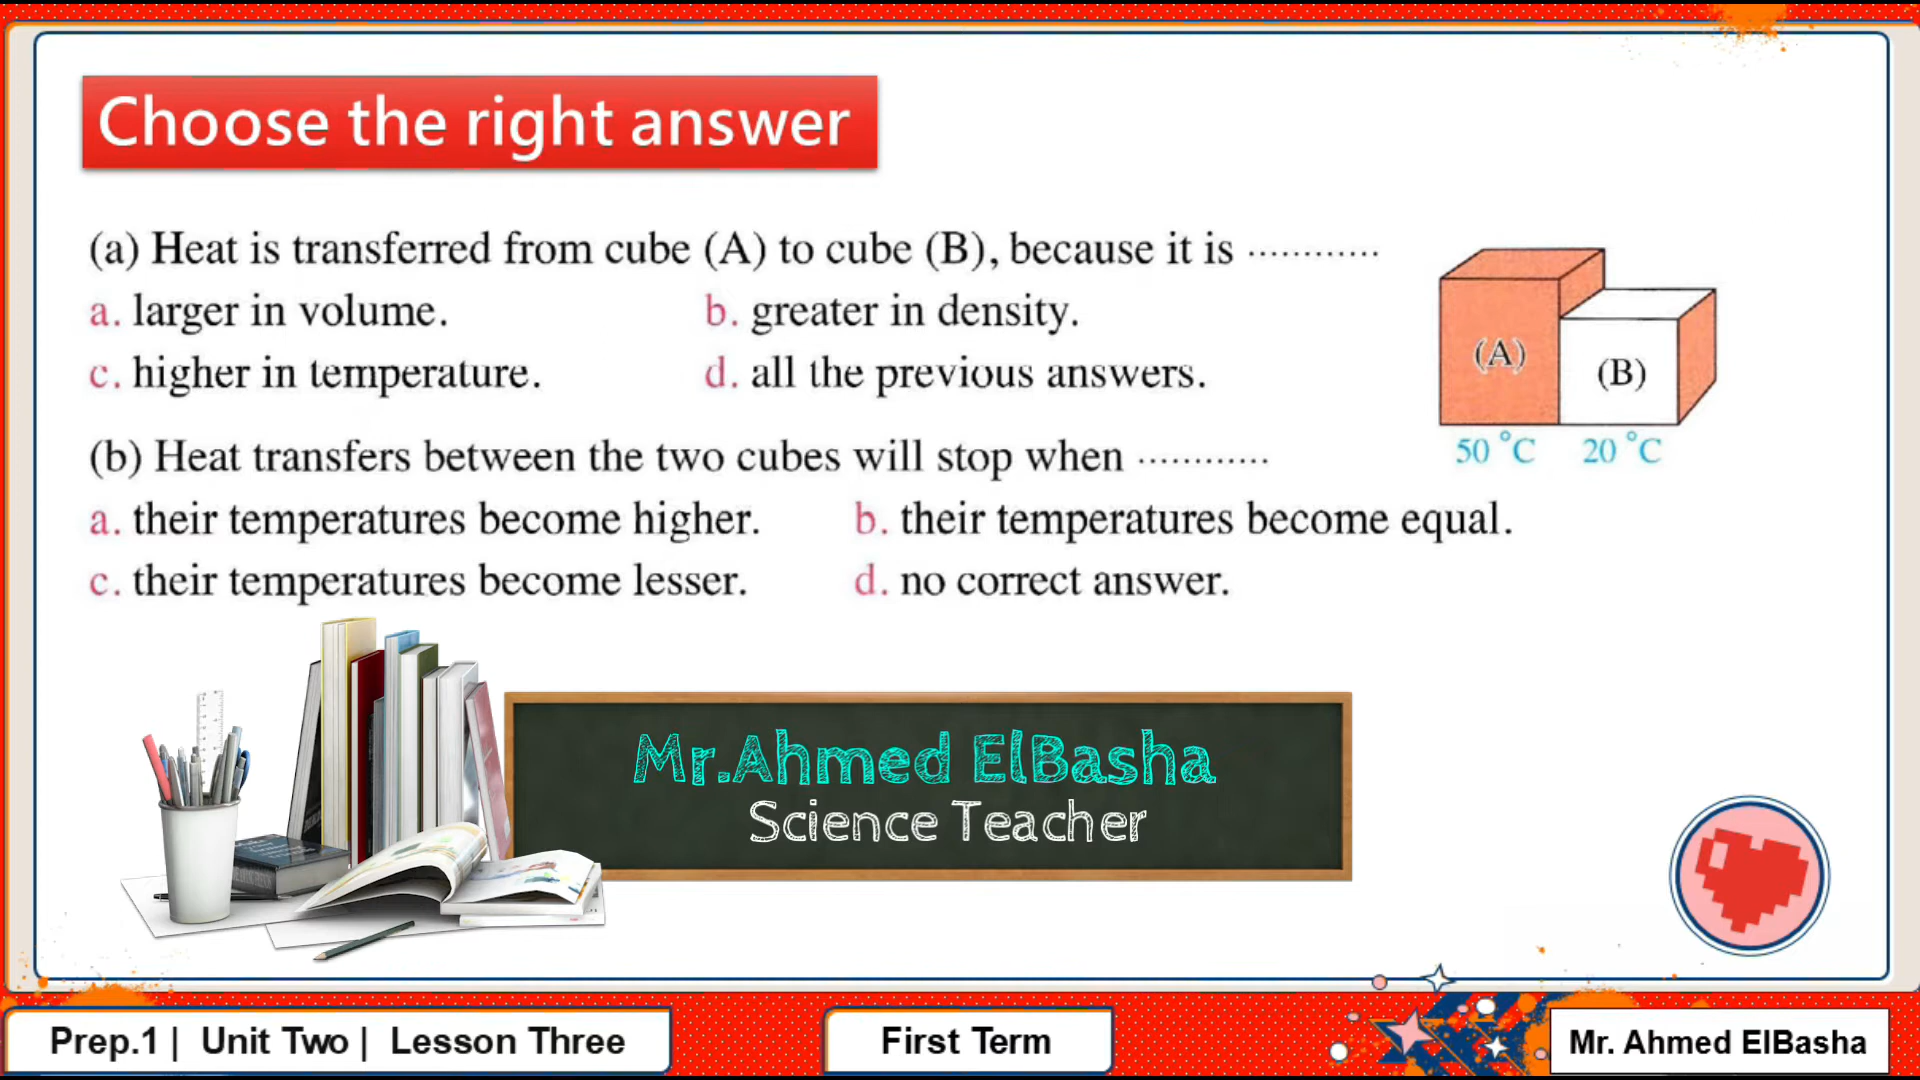 Choose the right answer
(a) Heat is transferred from cube (A) to cube (B), because it is ............
a. larger in volume. b. greater in density.
c. higher in temperature. d. all the previous answers.
(A) (B)
50 °C 20 °C
(b) Heat transfers between the two cubes will stop when ............
a. their temperatures become higher. b. their temperatures become equal.
c. their temperatures become lesser. d. no correct answer.
Mr.Ahmed ElBasha
Science Teacher
Prep.1 | Unit Two | Lesson Three
First Term
Mr. Ahmed ElBasha